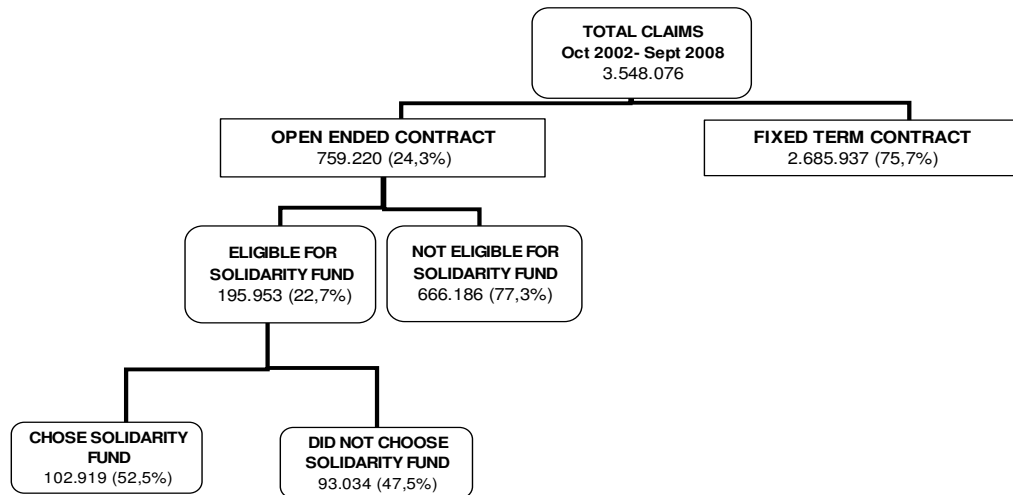 TOTAL CLAIMS
Oct 2002- Sept 2008
3.548.076
OPEN ENDED CONTRACT
759.220 (24,3%)
FIXED TERM CONTRACT
2.685.937 (75,7%)
ELIGIBLE FOR
SOLIDARITY FUND
195.953 (22,7%)
NOT ELIGIBLE FOR
SOLIDARITY FUND
666.186 (77,3%)
CHOSE SOLIDARITY
FUND
102.919 (52,5%)
DID NOT CHOOSE
SOLIDARITY FUND
93.034 (47,5%)